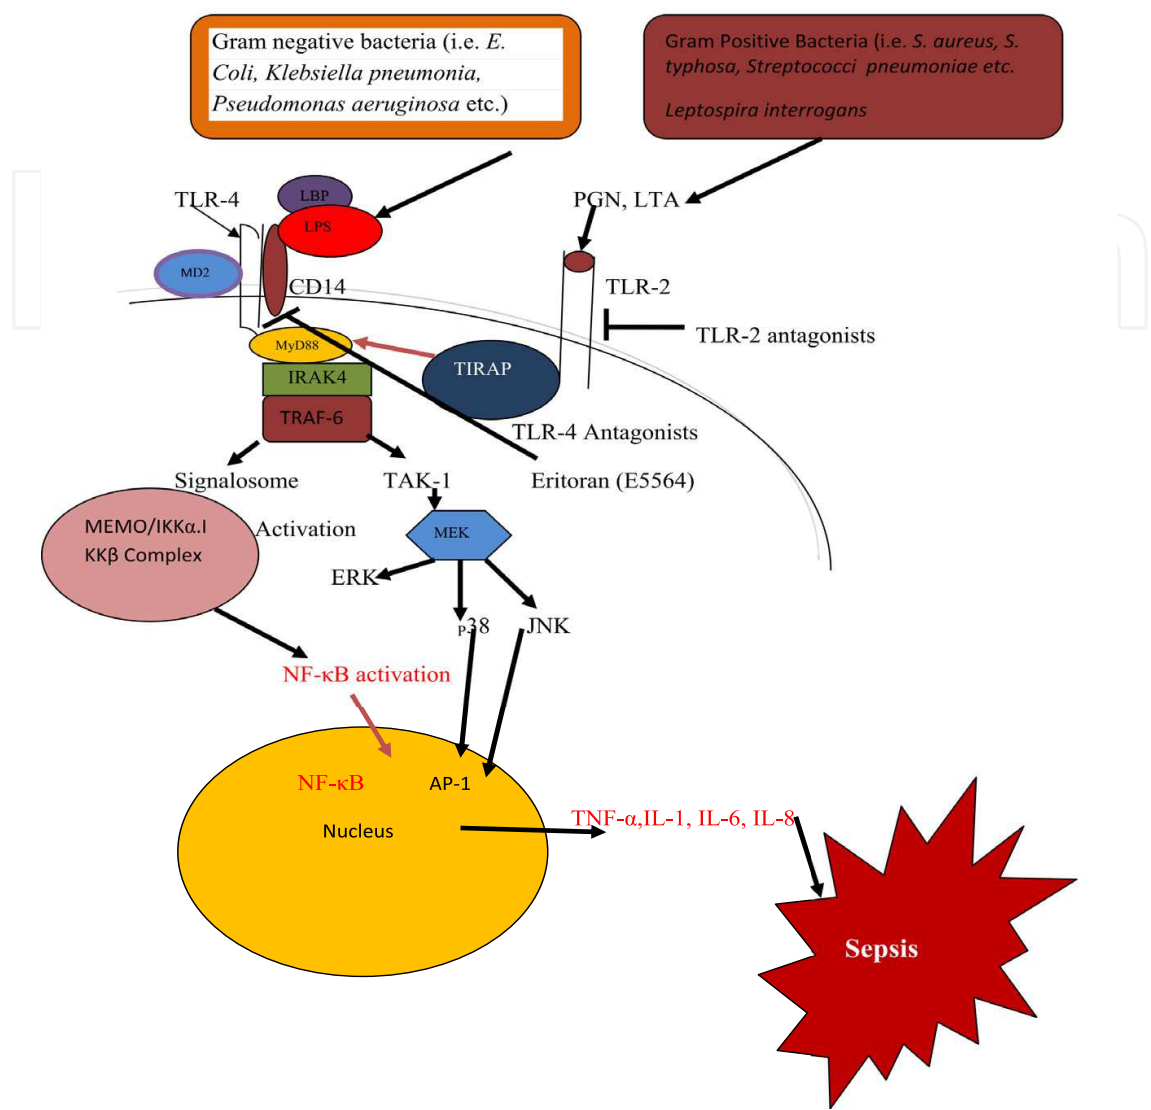 Gram negative bacteria (i.e. E.
Coli, Klebsiella pneumonia,
Pseudomonas aeruginosa etc.)
Gram Positive Bacteria (i.e. S. aureus, S.
typhosa, Streptococci pneumoniae etc.
Leptospira interrogans
TLR-4
LBP
LPS
PGN, LTA
MD2
CD14
TLR-2
TLR-2 antagonists
MyD88
TIRAP
IRAK4
TRAF-6
TLR-4 Antagonists
Signalosome
TAK-1
Eritoran (E5564)
MEMO/IKKα.I
KKβ Complex
Activation
MEK
ERK
P38
JNK
NF-κB activation
NF-κB
AP-1
Nucleus
TNF-α,IL-1, IL-6, IL-8
Sepsis